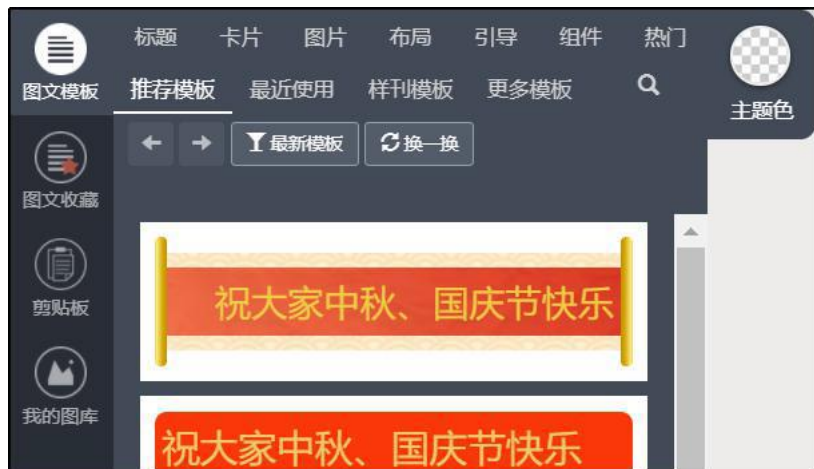 标题 卡片 图片 布局 引导 组件 热门
图文模板 推荐模板 最近使用 样刊模板 更多模板
主题色
最新模板 换一换
图文收藏
剪贴板
祝大家中秋、国庆节快乐
我的图库
祝大家中秋、国庆节快乐